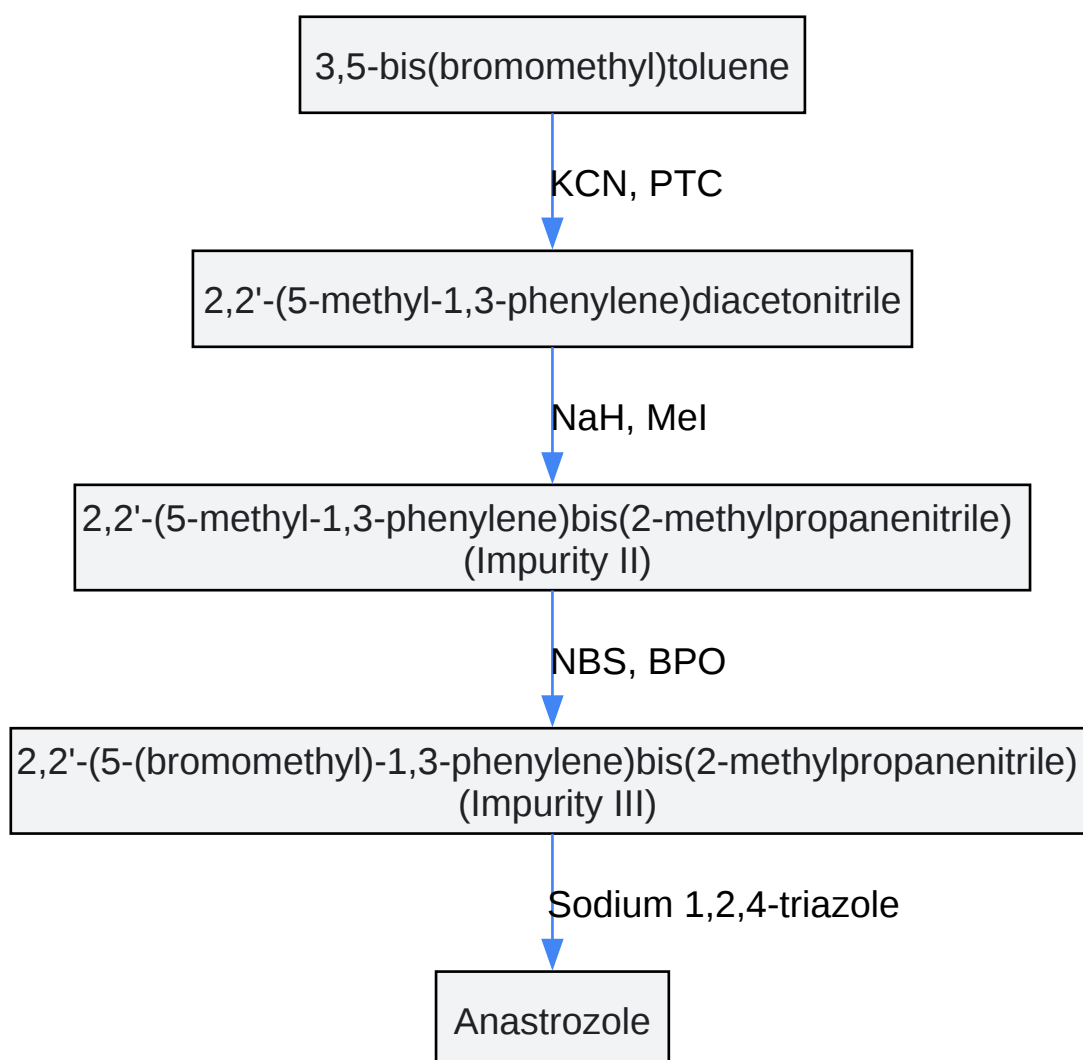 3,5-bis(bromomethyl)toluene
KCN, PTC
2,2'-(5-methyl-1,3-phenylene)diacetonitrile
NaH, MeI
2,2'-(5-methyl-1,3-phenylene)bis(2-methylpropanenitrile)
(Impurity II)
NBS, BPO
2,2'-(5-(bromomethyl)-1,3-phenylene)bis(2-methylpropanenitrile)
(Impurity III)
Sodium 1,2,4-triazole
Anastrozole